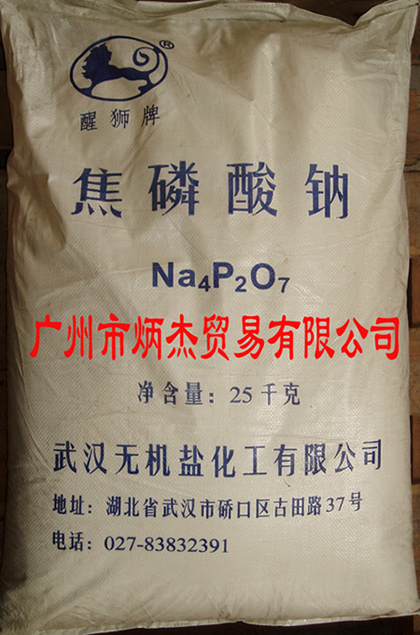 ®
醒狮牌
焦磷酸钠
Na₄P₂O₇
广州市炳杰贸易有限公司
净含量：25千克
武汉无机盐化工有限公司
地址：湖北省武汉市硚口区古田路37号
电话：027-83832391